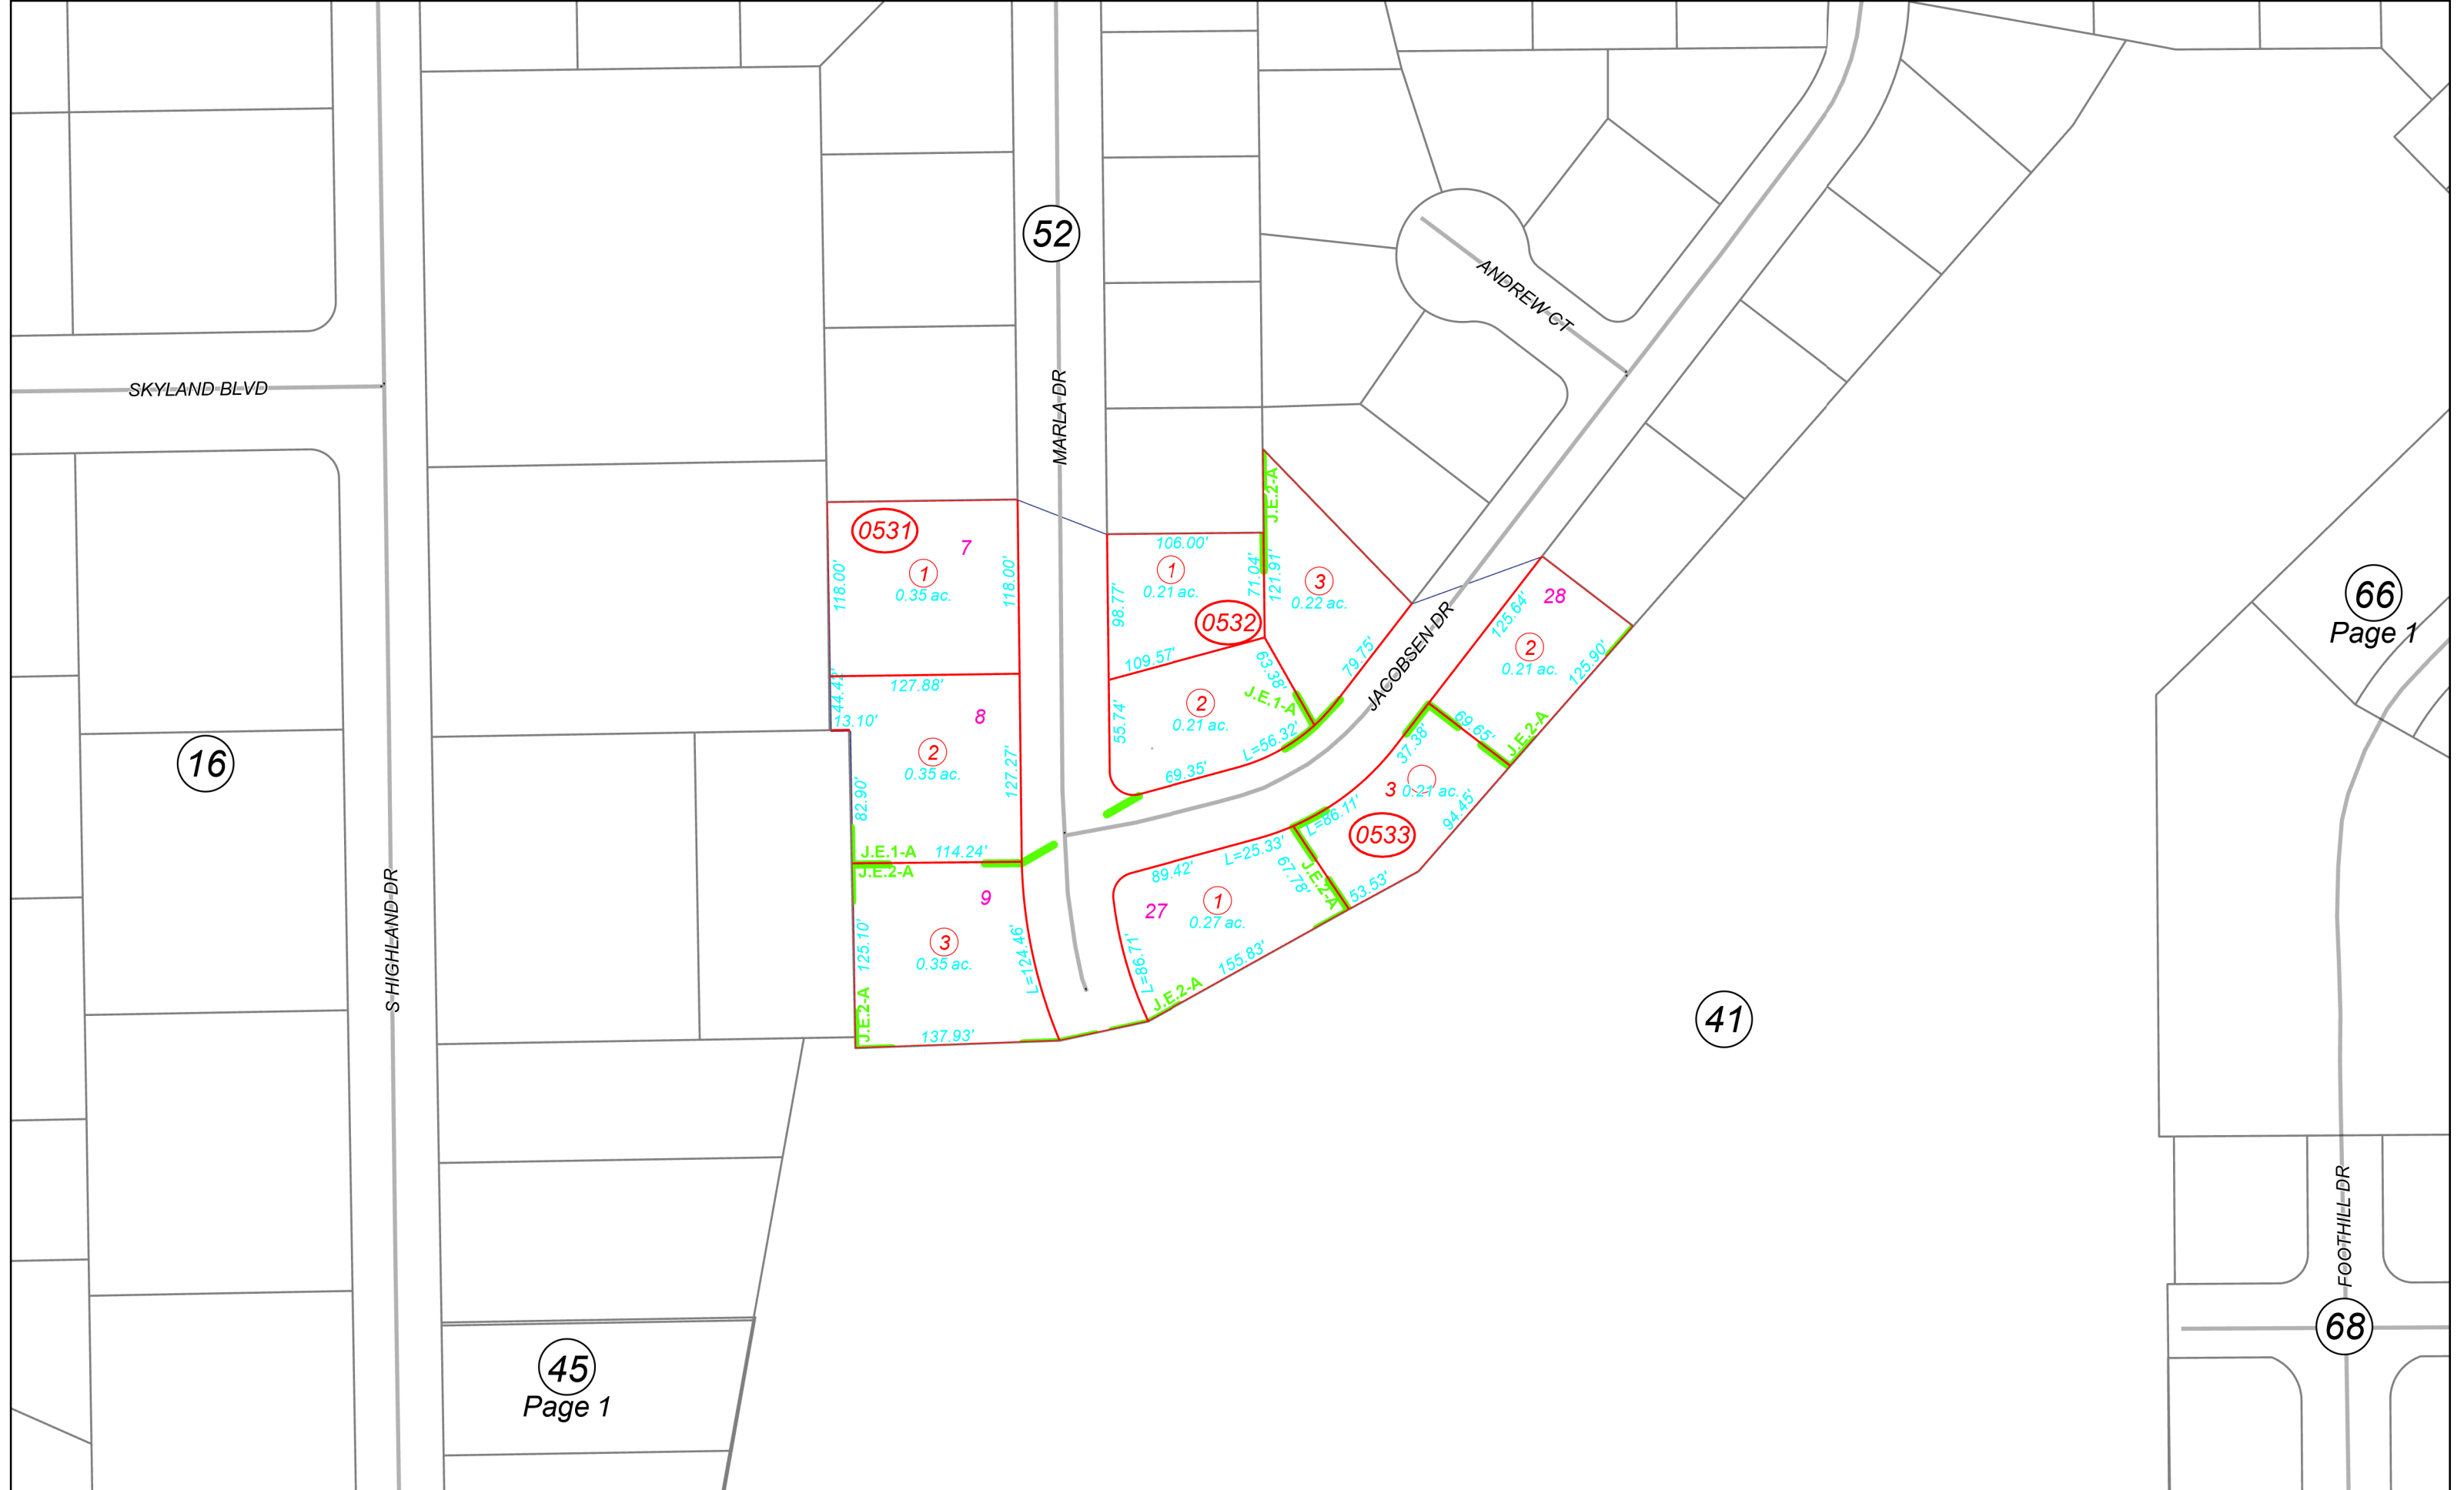 52
SKYLAND BLVD
MARLA DR
ANDREW CT
J.E.2-A
0531
7
1
0.35 ac.
118.00'
118.00'
106.00'
1
0.21 ac.
98.77'
71.04'
121.91'
3
0.22 ac.
0532
109.57'
63.38'
79.75'
JACOBSEN DR
125.64'
28
2
0.21 ac.
125.90'
66
Page 1
44.42'
127.88'
13.10'
8
2
0.35 ac.
82.90'
127.27'
55.74'
2
0.21 ac.
J.E.1-A
L=56.32'
69.35'
37.38'
69.65'
J.E.2-A
3
0.21 ac.
94.45'
L=86.11'
0533
16
J.E.1-A
114.24'
J.E.2-A
9
3
0.35 ac.
125.10'
L=124.46'
J.E.2-A
137.93'
89.42'
L=25.33'
67.78'
J.E.2-A
53.53'
27
1
0.27 ac.
L=86.71'
155.83'
J.E.2-A
S HIGHLAND DR
41
FOOTHILL DR
68
45
Page 1